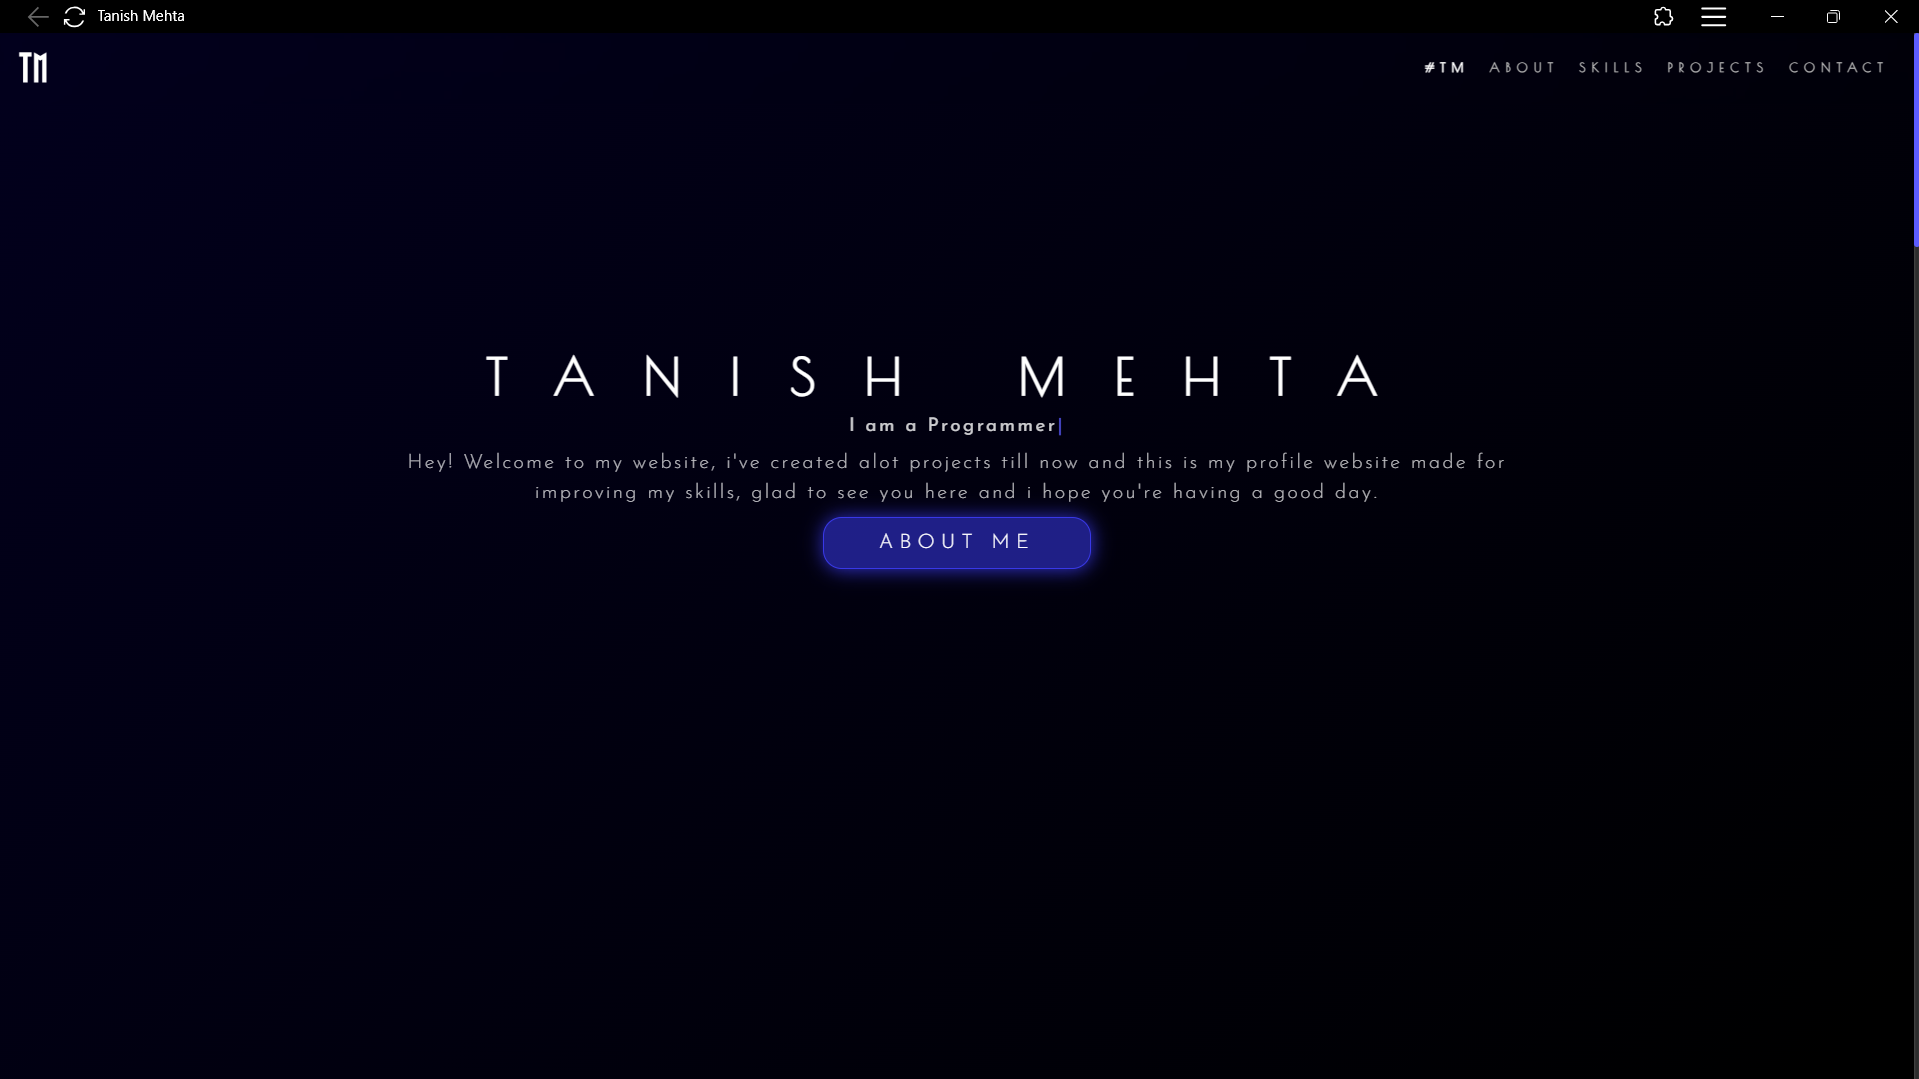 Tanish Mehta
TM
#TM ABOUT SKILLS PROJECTS CONTACT
TANISH MEHTA
I am a Programmer|
Hey! Welcome to my website, i've created alot projects till now and this is my profile website made for
improving my skills, glad to see you here and i hope you're having a good day.
ABOUT ME